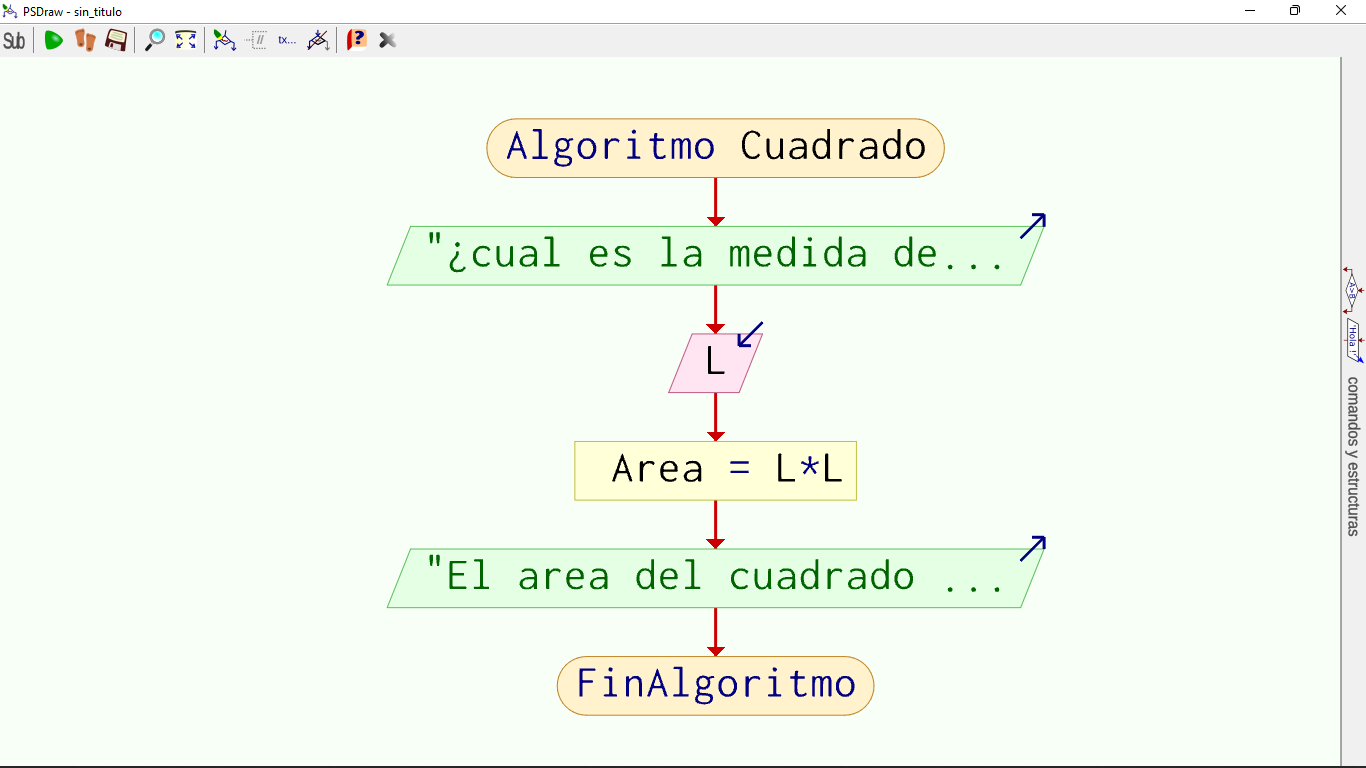 PSDraw - sin_titulo
Sub
// tx... ?
Algoritmo Cuadrado
"¿cual es la medida de...
L
Area = L*L
"El area del cuadrado ...
FinAlgoritmo
A>B
"Hola !"
comandos y estructuras